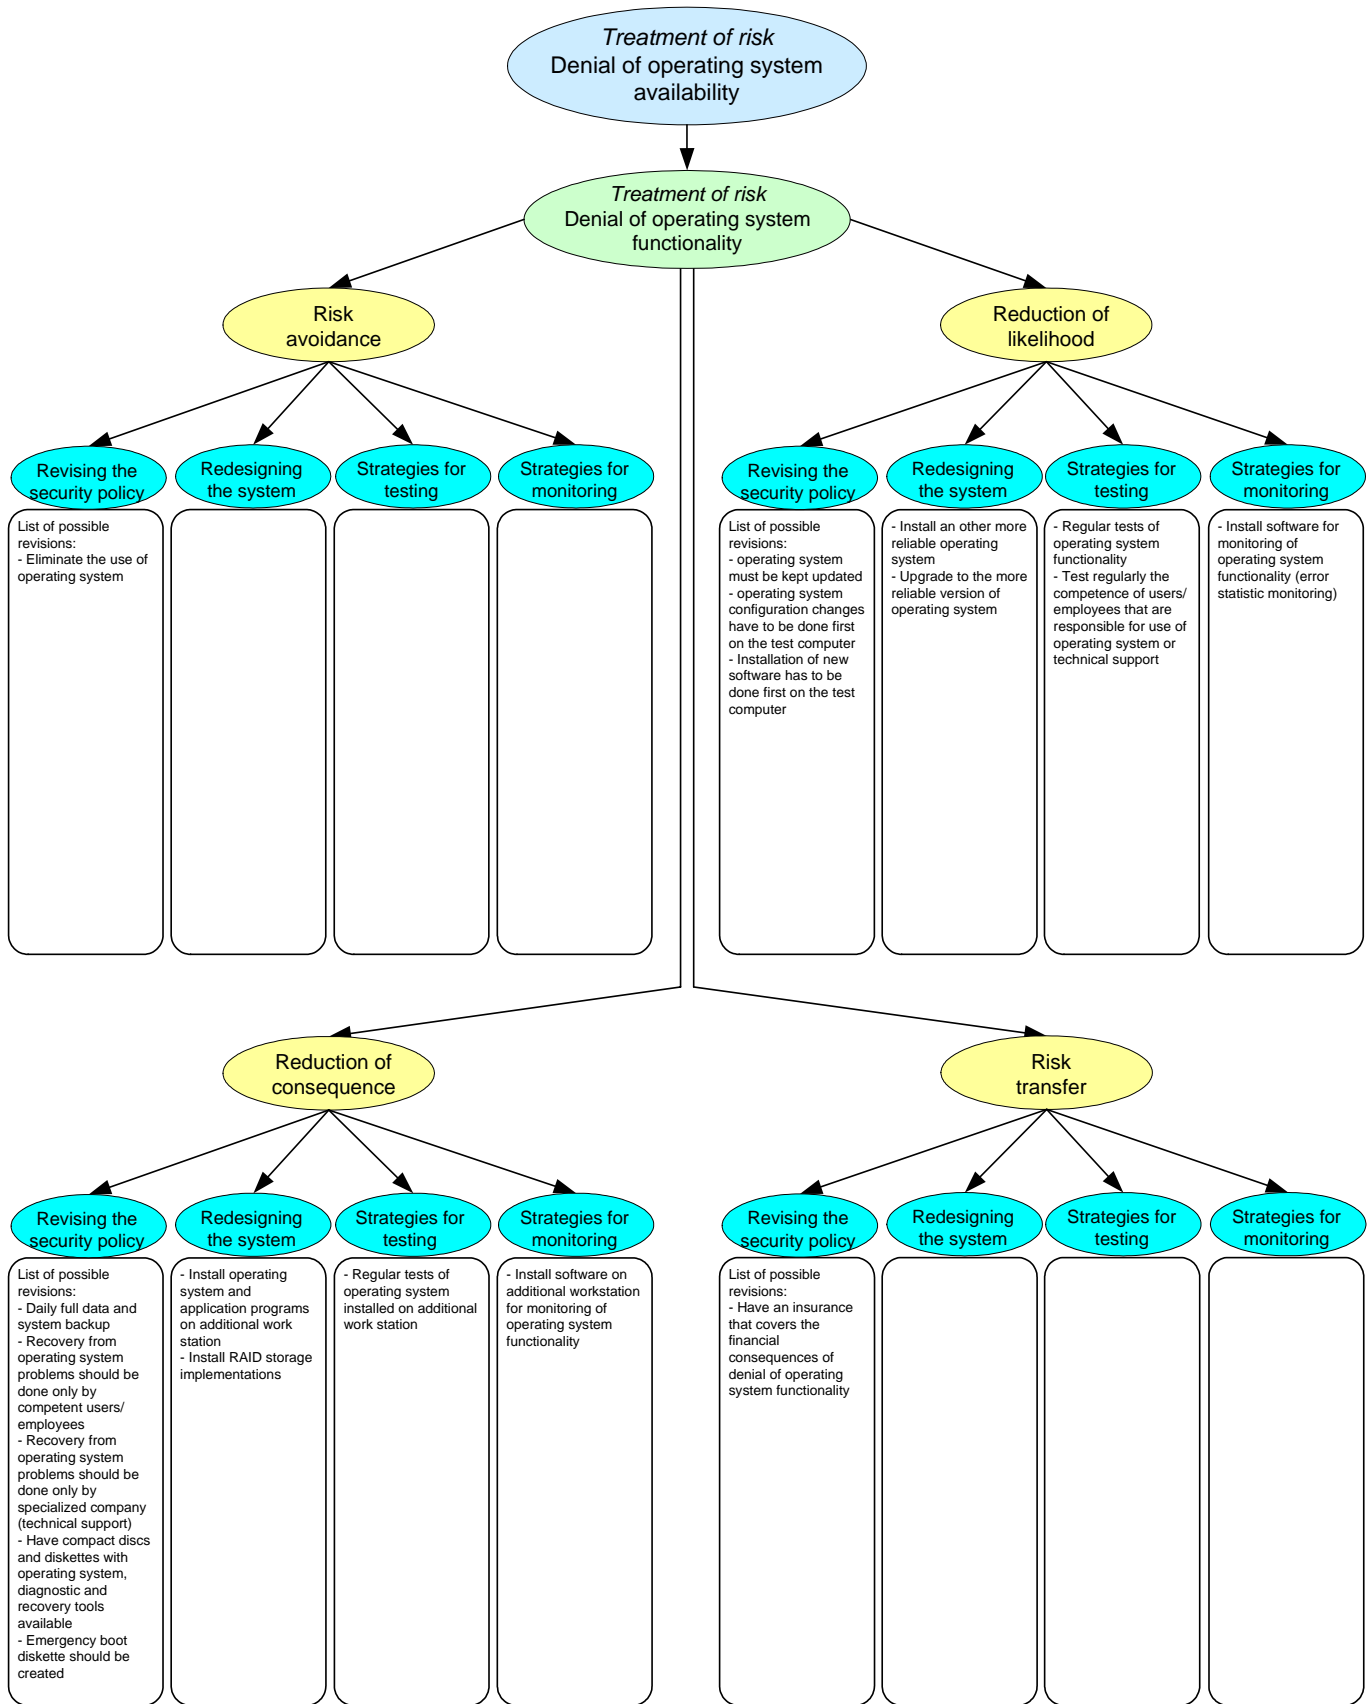 Treatment of risk
Denial of operating system
availability
Treatment of risk
Denial of operating system
functionality
Risk
avoidance
Reduction of
likelihood
Revising the
security policy
Redesigning
the system
Strategies for
testing
Strategies for
monitoring
Revising the
security policy
Redesigning
the system
Strategies for
testing
Strategies for
monitoring
List of possible
revisions:
- Eliminate the use of
operating system
List of possible
revisions:
- operating system
must be kept updated
- operating system
configuration changes
have to be done first
on the test computer
- Installation of new
software has to be
done first on the test
computer
- Install an other more
reliable operating
system
- Upgrade to the more
reliable version of
operating system
- Regular tests of
operating system
functionality
- Test regularly the
competence of users/
employees that are
responsible for use of
operating system or
technical support
- Install software for
monitoring of
operating system
functionality (error
statistic monitoring)
Reduction of
consequence
Risk
transfer
Revising the
security policy
Redesigning
the system
Strategies for
testing
Strategies for
monitoring
Revising the
security policy
Redesigning
the system
Strategies for
testing
Strategies for
monitoring
List of possible
revisions:
- Daily full data and
system backup
- Recovery from
operating system
problems should be
done only by
competent users/
employees
- Recovery from
operating system
problems should be
done only by
specialized company
(technical support)
- Have compact discs
and diskettes with
operating system,
diagnostic and
recovery tools
available
- Emergency boot
diskette should be
created
- Install operating
system and
application programs
on additional work
station
- Install RAID storage
implementations
- Regular tests of
operating system
installed on additional
work station
- Install software on
additional workstation
for monitoring of
operating system
functionality
List of possible
revisions:
- Have an insurance
that covers the
financial
consequences of
denial of operating
system functionality